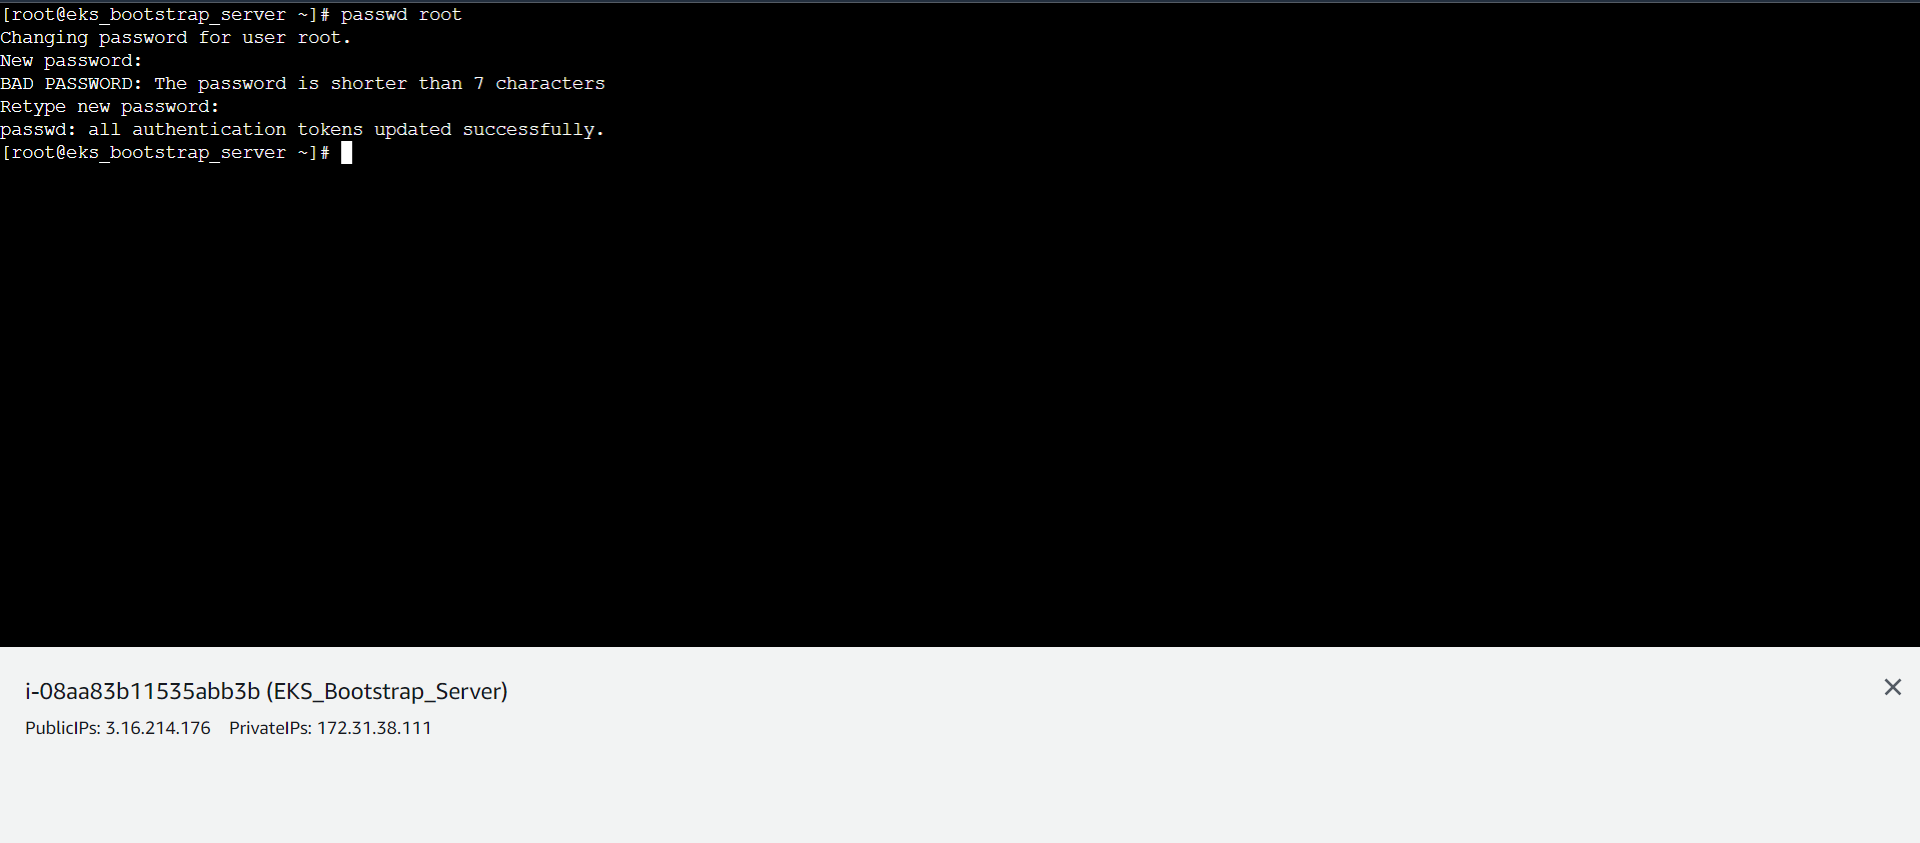 [root@eks_bootstrap_server ~]# passwd root
Changing password for user root.
New password:
BAD PASSWORD: The password is shorter than 7 characters
Retype new password:
passwd: all authentication tokens updated successfully.
[root@eks_bootstrap_server ~]#
i-08aa83b11535abb3b (EKS_Bootstrap_Server)
PublicIPs: 3.16.214.176 PrivateIPs: 172.31.38.111